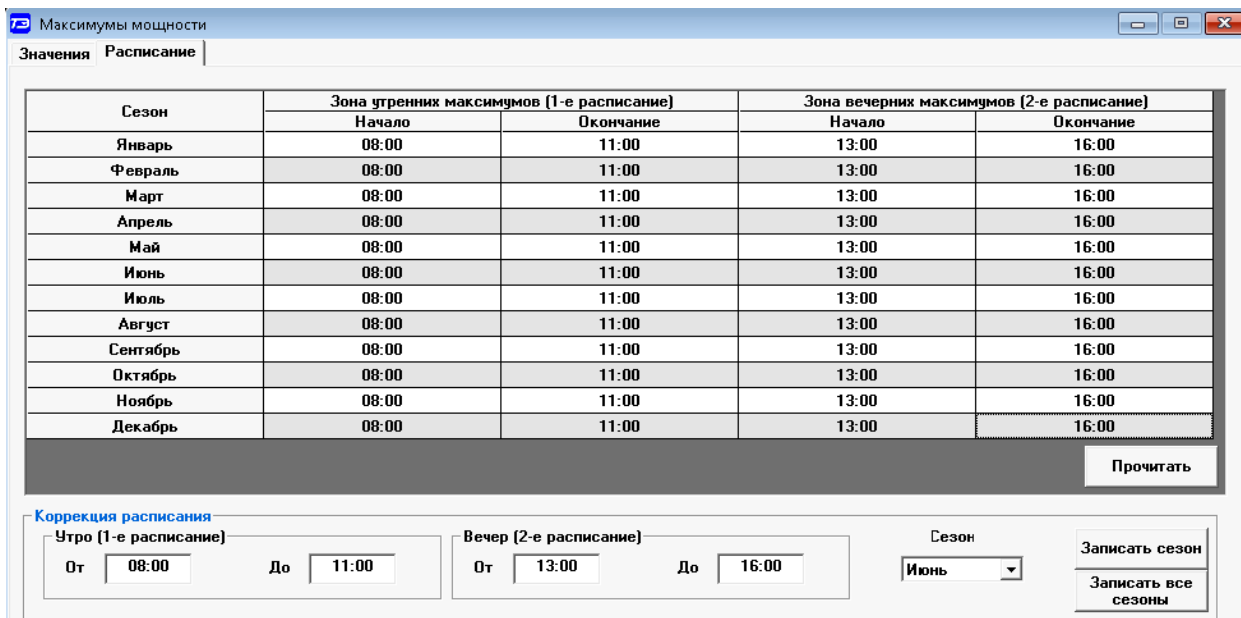 ТЭ Максимумы мощности
Значения Расписание
Сезон Зона утренних максимумов (1-е расписание) Зона вечерних максимумов (2-е расписание)
Начало Окончание Начало Окончание
Январь 08:00 11:00 13:00 16:00
Февраль 08:00 11:00 13:00 16:00
Март 08:00 11:00 13:00 16:00
Апрель 08:00 11:00 13:00 16:00
Май 08:00 11:00 13:00 16:00
Июнь 08:00 11:00 13:00 16:00
Июль 08:00 11:00 13:00 16:00
Август 08:00 11:00 13:00 16:00
Сентябрь 08:00 11:00 13:00 16:00
Октябрь 08:00 11:00 13:00 16:00
Ноябрь 08:00 11:00 13:00 16:00
Декабрь 08:00 11:00 13:00 16:00
Прочитать
Коррекция расписания
Утро (1-е расписание) Вечер (2-е расписание) Сезон
От 08:00 До 11:00 От 13:00 До 16:00 Июнь
Записать сезон
Записать все
сезоны